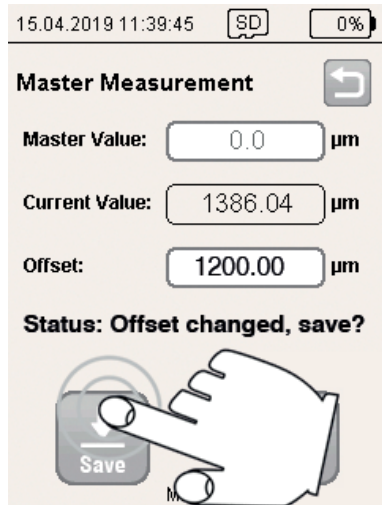 15.04.2019 11:39:45 SD 0%
Master Measurement
Master Value: 0.0 µm
Current Value: 1386.04 µm
Offset: 1200.00 µm
Status: Offset changed, save?
Save
M